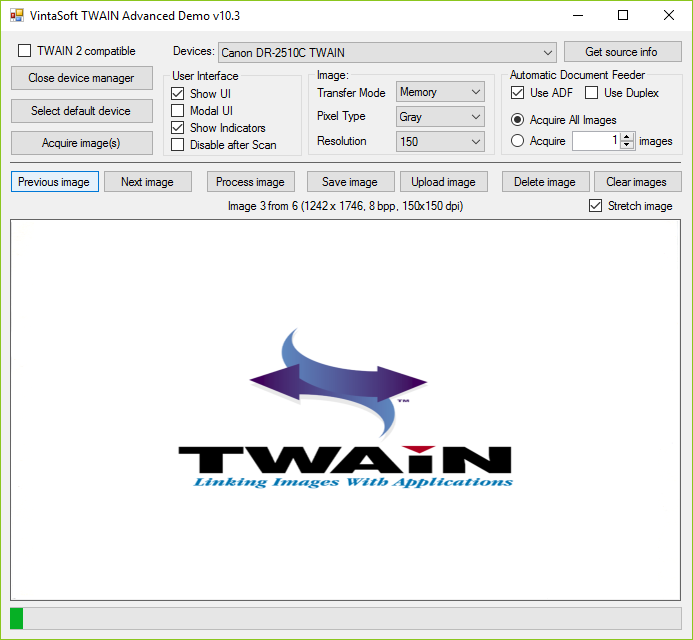 VintaSoft TWAIN Advanced Demo v10.3
TWAIN 2 compatible
Devices:
Canon DR-2510C TWAIN
Get source info
Close device manager
Select default device
Acquire image(s)
User Interface
Show UI
Modal UI
Show Indicators
Disable after Scan
Image:
Transfer Mode
Memory
Pixel Type
Gray
Resolution
150
Automatic Document Feeder
Use ADF
Use Duplex
Acquire All Images
Acquire
1
images
Previous image
Next image
Process image
Save image
Upload image
Delete image
Clear images
Image 3 from 6 (1242 x 1746, 8 bpp, 150x150 dpi)
Stretch image
TM
TWAIN
Linking Images With Applications